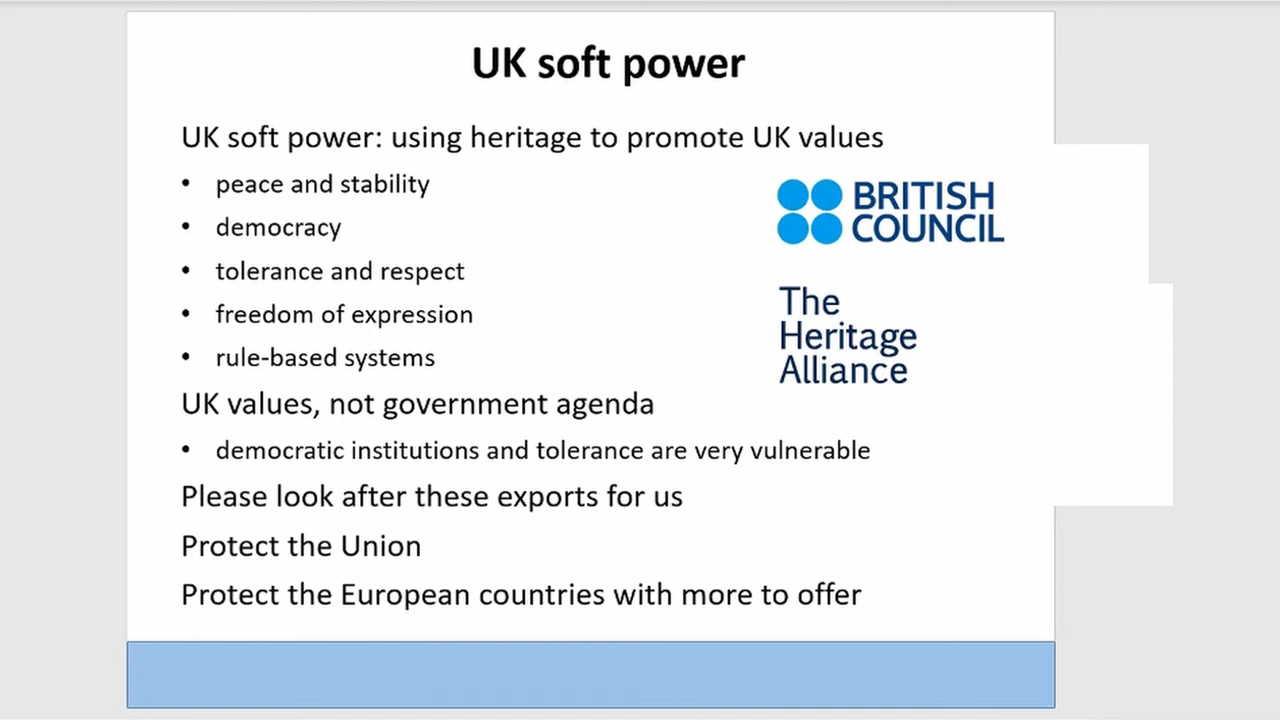 UK soft power
UK soft power: using heritage to promote UK values
• peace and stability
• democracy
• tolerance and respect
• freedom of expression
• rule-based systems
BRITISH
COUNCIL
The
Heritage
Alliance
UK values, not government agenda
• democratic institutions and tolerance are very vulnerable
Please look after these exports for us
Protect the Union
Protect the European countries with more to offer